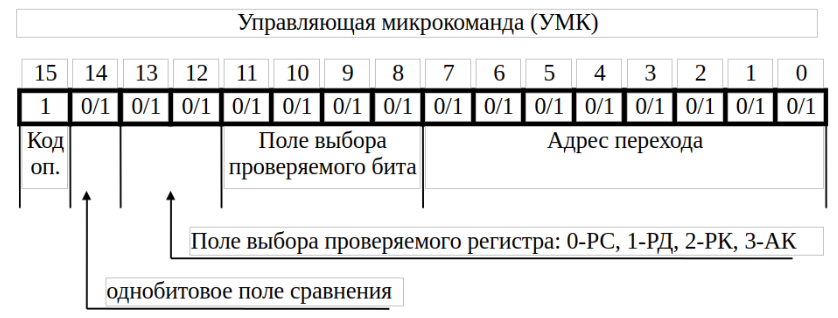 Управляющая микрокоманда (УМК)
15 14 13 12 11 10 9 8 7 6 5 4 3 2 1 0
1 0/1 0/1 0/1 0/1 0/1 0/1 0/1 0/1 0/1 0/1 0/1 0/1 0/1 0/1 0/1
Код
оп.
Поле выбора
проверяемого бита
Адрес перехода
Поле выбора проверяемого регистра: 0-РС, 1-РД, 2-РК, 3-АК
однобитовое поле сравнения